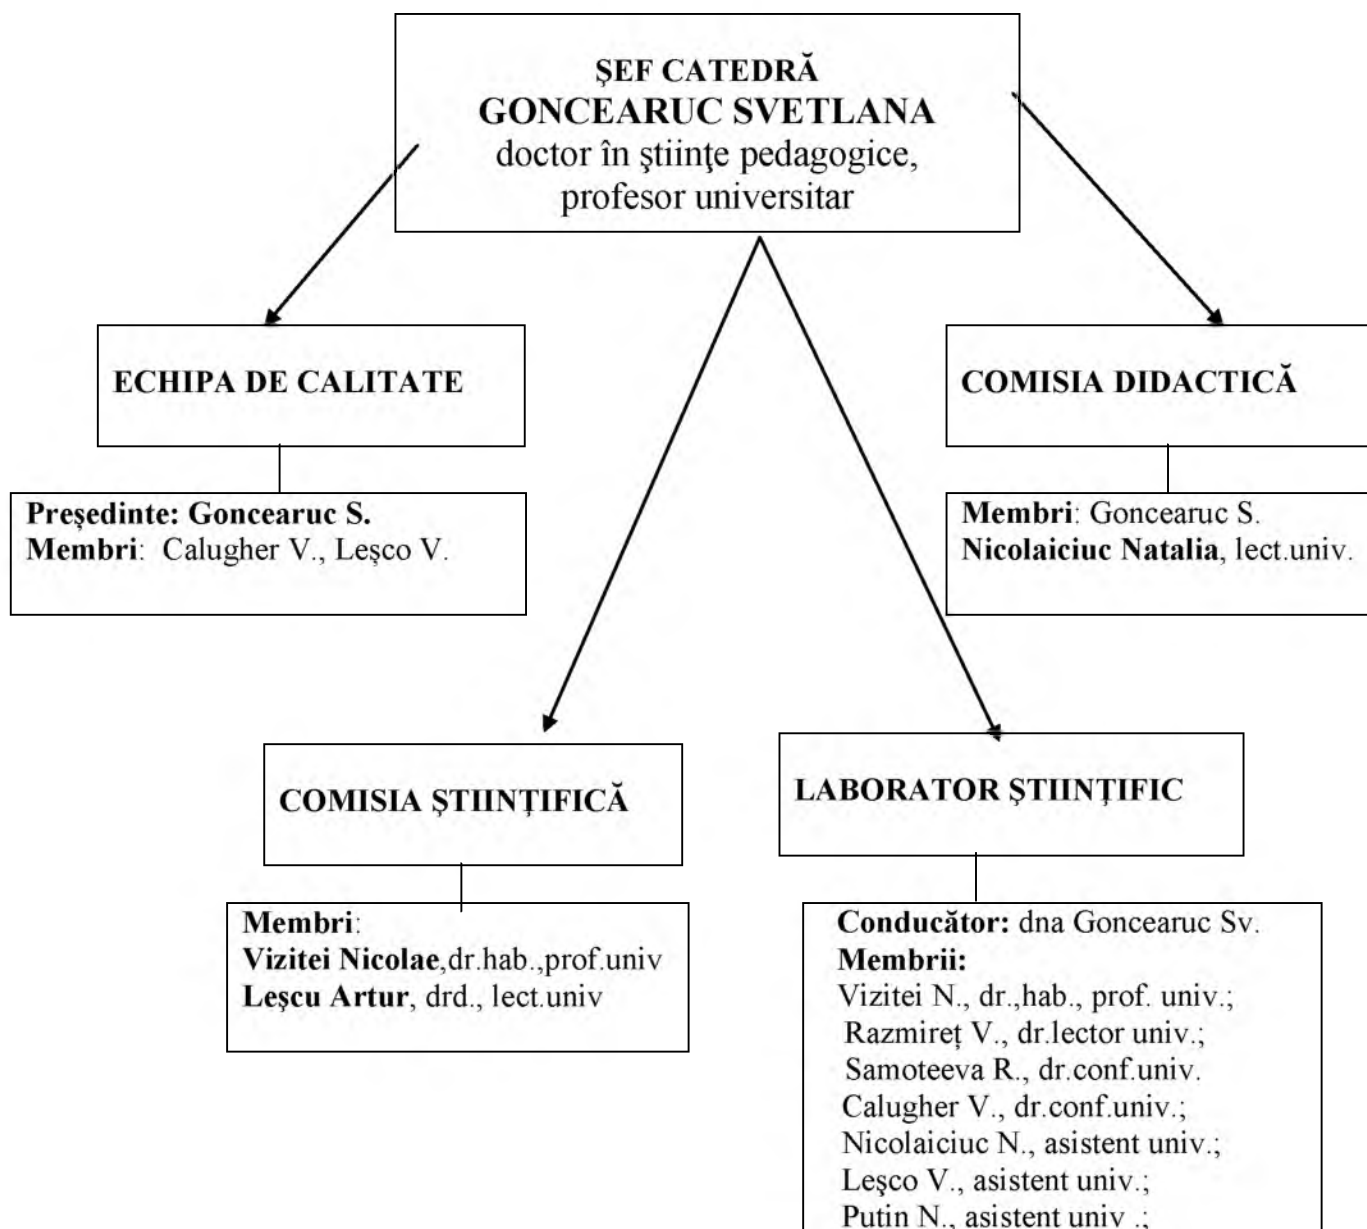 ŞEF CATEDRĂ
GONCEARUC SVETLANA
doctor în ştiinţe pedagogice,
profesor universitar
ECHIPA DE CALITATE
COMISIA DIDACTICĂ
Președinte: Goncearuc S.
Membri: Calugher V., Leşco V.
Membri: Goncearuc S.
Nicolaiciuc Natalia, lect.univ.
COMISIA ŞTIINŢIFICĂ
LABORATOR ŞTIINŢIFIC
Membri:
Vizitei Nicolae,dr.hab.,prof.univ
Leşcu Artur, drd., lect.univ
Conducător: dna Goncearuc Sv.
Membrii:
Vizitei N., dr.,hab., prof. univ.;
Razmireț V., dr.lector univ.;
Samoteeva R., dr.conf.univ.
Calugher V., dr.conf.univ.;
Nicolaiciuc N., asistent univ.;
Leşco V., asistent univ.;
Putin N., asistent univ .;